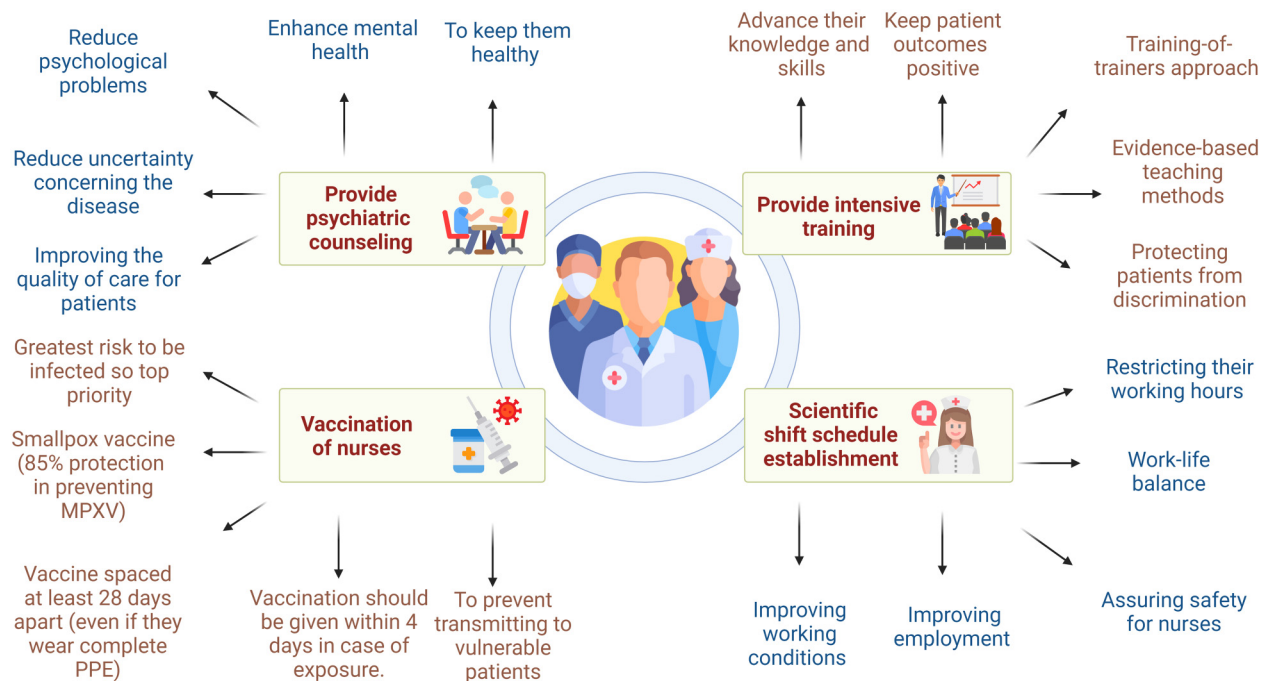 Reduce
psychological
problems
Enhance mental
health
To keep them
healthy
Reduce uncertainty
concerning the
disease
Improving the
quality of care for
patients
Provide
psychiatric
counseling
Advance their
knowledge and
skills
Keep patient
outcomes
positive
Training-of-
trainers approach
Evidence-based
teaching
methods
Protecting
patients from
discrimination
Provide intensive
training
Greatest risk to be
infected so top
priority
Smallpox vaccine
(85% protection
in preventing
MPXV)
Vaccine spaced
at least 28 days
apart (even if they
wear complete
PPE)
Vaccination should
be given within 4
days in case of
exposure.
To prevent
transmitting to
vulnerable
patients
Vaccination
of nurses
Scientific
shift schedule
establishment
Restricting their
working hours
Work-life
balance
Assuring safety
for nurses
Improving
working
conditions
Improving
employment